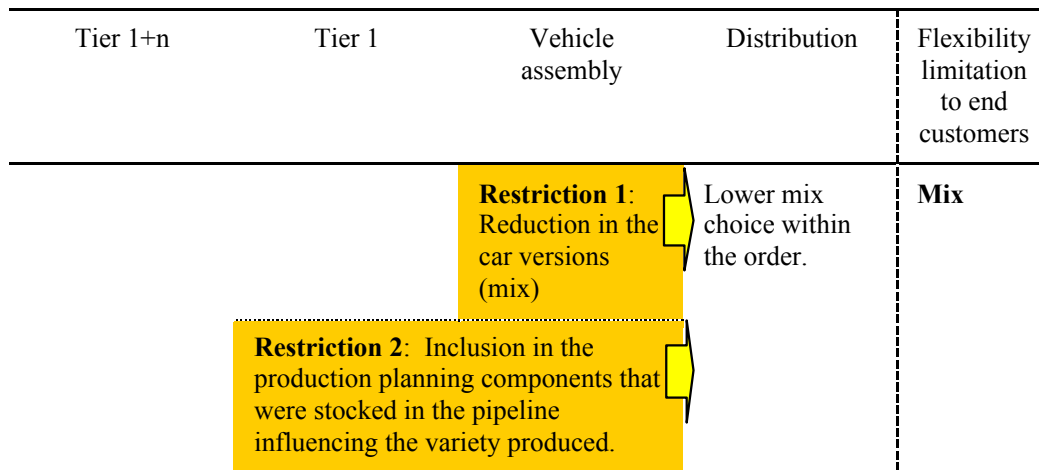 Tier 1+n
Tier 1
Vehicle
assembly
Distribution
Flexibility
limitation
to end
customers
Restriction 1:
Reduction in the
car versions
(mix)
Lower mix
choice within
the order.
Mix
Restriction 2: Inclusion in the
production planning components that
were stocked in the pipeline
influencing the variety produced.